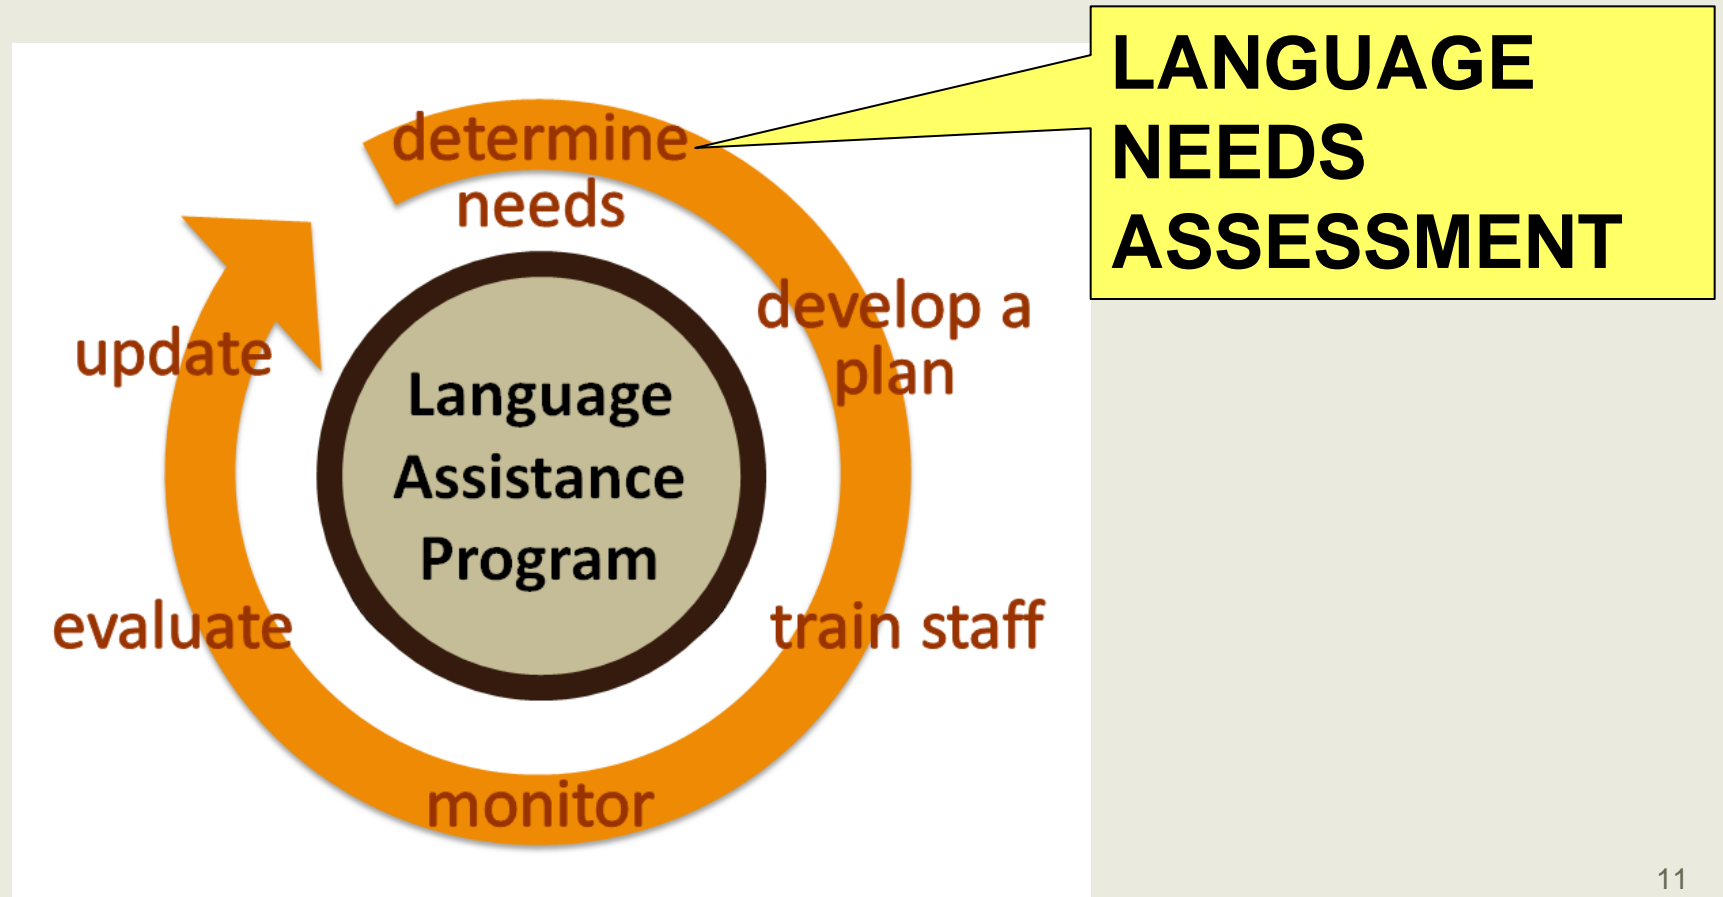 LANGUAGE
NEEDS
ASSESSMENT
determine
needs
develop a
plan
train staff
monitor
evaluate
update
Language
Assistance
Program
11